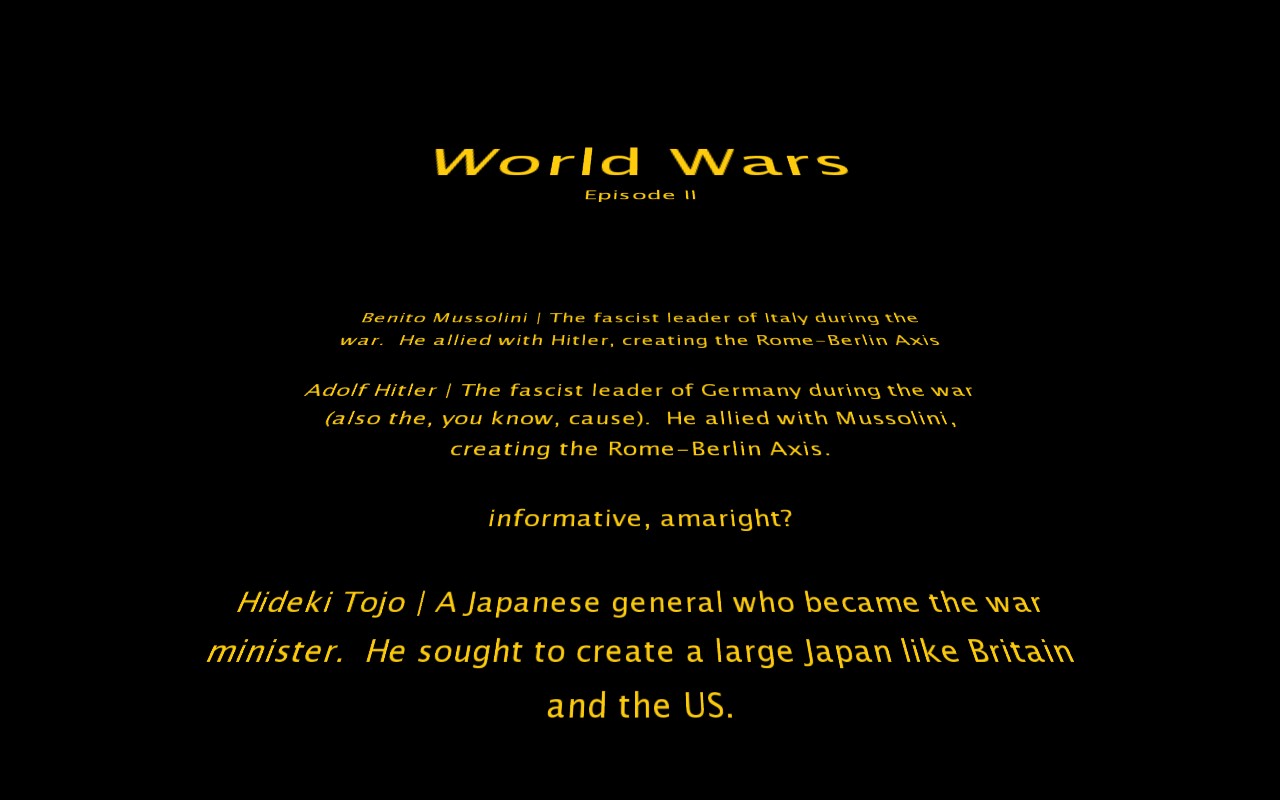 World Wars
Episode II
Benito Mussolini | The fascist leader of Italy during the
war.  He allied with Hitler, creating the Rome-Berlin Axis
Adolf Hitler | The fascist leader of Germany during the war
(also the, you know, cause).  He allied with Mussolini,
creating the Rome-Berlin Axis.
informative, amaright?
Hideki Tojo | A Japanese general who became the war
minister.  He sought to create a large Japan like Britain
and the US.